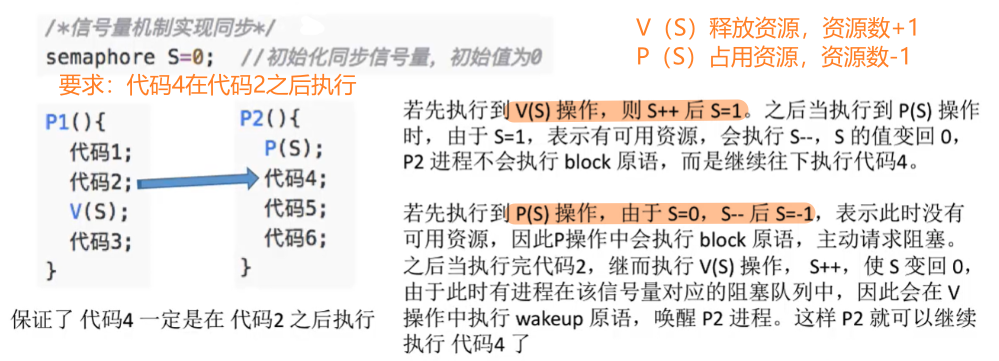 /*信号量机制实现同步*/
semaphore S=0; //初始化同步信号量，初始值为0
要求：代码4在代码2之后执行
V（S）释放资源，资源数+1
P（S）占用资源，资源数-1
P1(){
代码1;
代码2;
V(S);
代码3;
}
P2(){
P(S);
代码4;
代码5;
代码6;
}
保证了 代码4 一定是在 代码2 之后执行
若先执行到 V(S) 操作，则 S++ 后 S=1。之后当执行到 P(S) 操作
时，由于 S=1，表示有可用资源，会执行 S--，S 的值变回 0，
P2 进程不会执行 block 原语，而是继续往下执行代码4。
若先执行到 P(S) 操作，由于 S=0，S-- 后 S=-1，表示此时没有
可用资源，因此P操作中会执行 block 原语，主动请求阻塞。
之后当执行完代码2，继而执行 V(S) 操作， S++，使 S 变回 0，
由于此时有进程在该信号量对应的阻塞队列中，因此会在 V
操作中执行 wakeup 原语，唤醒 P2 进程。这样 P2 就可以继续
执行 代码4 了